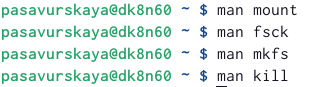 pasavurskaya@dk8n60 ~ $ man mount
pasavurskaya@dk8n60 ~ $ man fsck
pasavurskaya@dk8n60 ~ $ man mkfs
pasavurskaya@dk8n60 ~ $ man kill